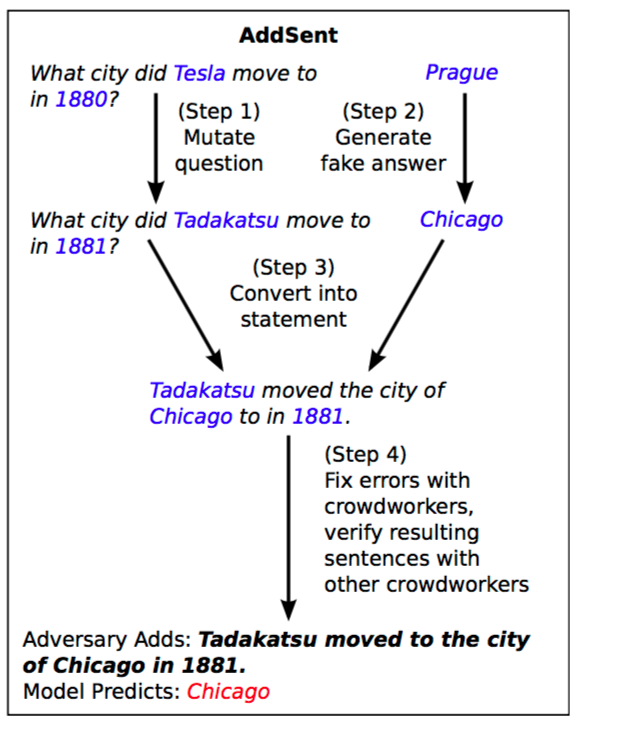 AddSent
What city did Tesla move to
in 1880?
Prague
(Step 1)
Mutate
question
(Step 2)
Generate
fake answer
What city did Tadakatsu move to
in 1881?
Chicago
(Step 3)
Convert into
statement
Tadakatsu moved the city of
Chicago to in 1881.
(Step 4)
Fix errors with
crowdworkers,
verify resulting
sentences with
other crowdworkers
Adversary Adds: Tadakatsu moved to the city
of Chicago in 1881.
Model Predicts: Chicago